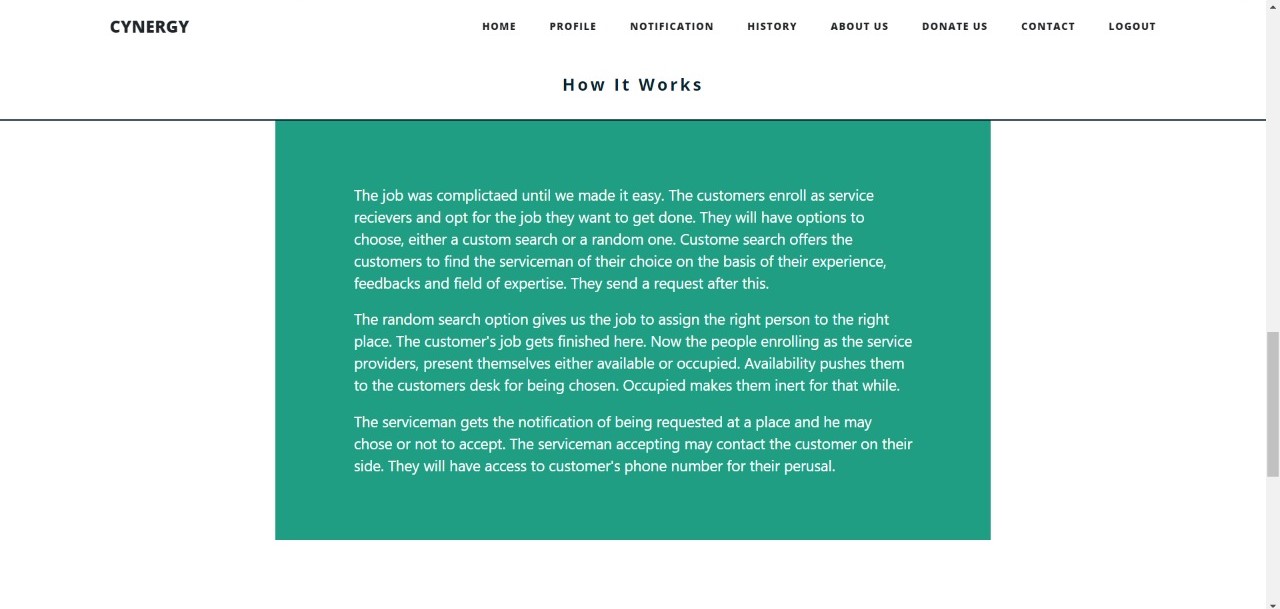 CYNERGY
HOME PROFILE NOTIFICATION HISTORY ABOUT US DONATE US CONTACT LOGOUT
How It Works
The job was complictaed until we made it easy. The customers enroll as service
recievers and opt for the job they want to get done. They will have options to
choose, either a custom search or a random one. Custome search offers the
customers to find the serviceman of their choice on the basis of their experience,
feedbacks and field of expertise. They send a request after this.
The random search option gives us the job to assign the right person to the right
place. The customer's job gets finished here. Now the people enrolling as the service
providers, present themselves either available or occupied. Availability pushes them
to the customers desk for being chosen. Occupied makes them inert for that while.
The serviceman gets the notification of being requested at a place and he may
chose or not to accept. The serviceman accepting may contact the customer on their
side. They will have access to customer's phone number for their perusal.